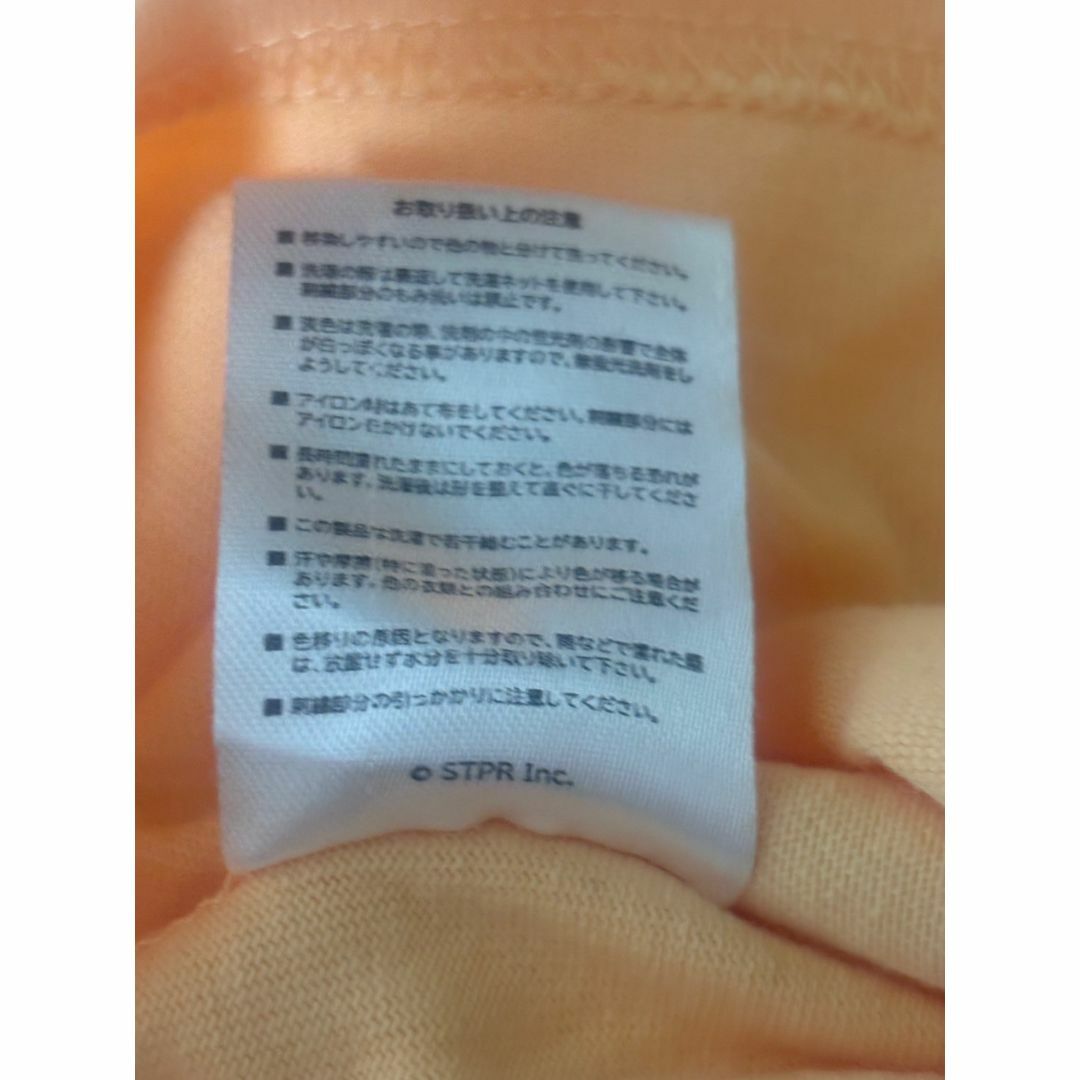 お取り扱い上の注意
■ 移染しやすいので色の物と分けて洗ってください。
■ 洗濯の際は裏返して洗濯ネットを使用して下さい。
刺繍部分のもみ洗いは禁止です。
■ 淡色は洗濯の際、洗剤の中の蛍光剤の影響で全体
が白っぽくなる事がありますので、無蛍光洗剤をし
ようしてください。
■ アイロン時はあて布をしてください。刺繍部分には
アイロンをかけないでください。
■ 長時間濡れたままにしておくと、色が落ちる恐れが
あります。洗濯後は形を整えて直ぐに干してくださ
い。
■ この製品は洗濯で若干縮むことがあります。
■ 汗や摩擦(特に湿った状態)により色が移る場合が
あります。他の衣類との組み合わせにご注意くだ
さい。
■ 色移りの原因となりますので、雨などで濡れた際
は、放置せず水分を十分取り除いて下さい。
■ 刺繍部分の引っかかりに注意してください。
© STPR Inc.